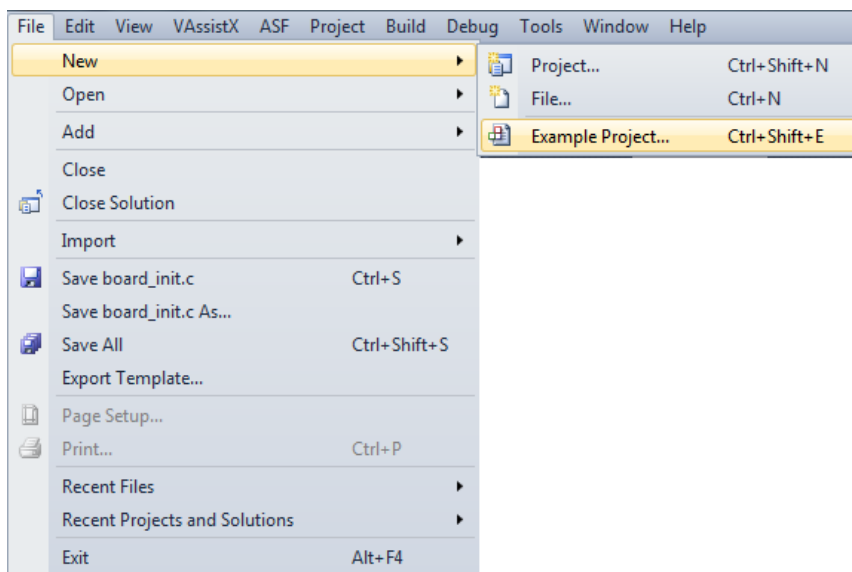 File Edit View VAssistX ASF Project Build Debug Tools Window Help
New
Project... Ctrl+Shift+N
Open
File... Ctrl+N
Add
Example Project... Ctrl+Shift+E
Close
Close Solution
Import
Save board_init.c Ctrl+S
Save board_init.c As...
Save All Ctrl+Shift+S
Export Template...
Page Setup...
Print... Ctrl+P
Recent Files
Recent Projects and Solutions
Exit Alt+F4